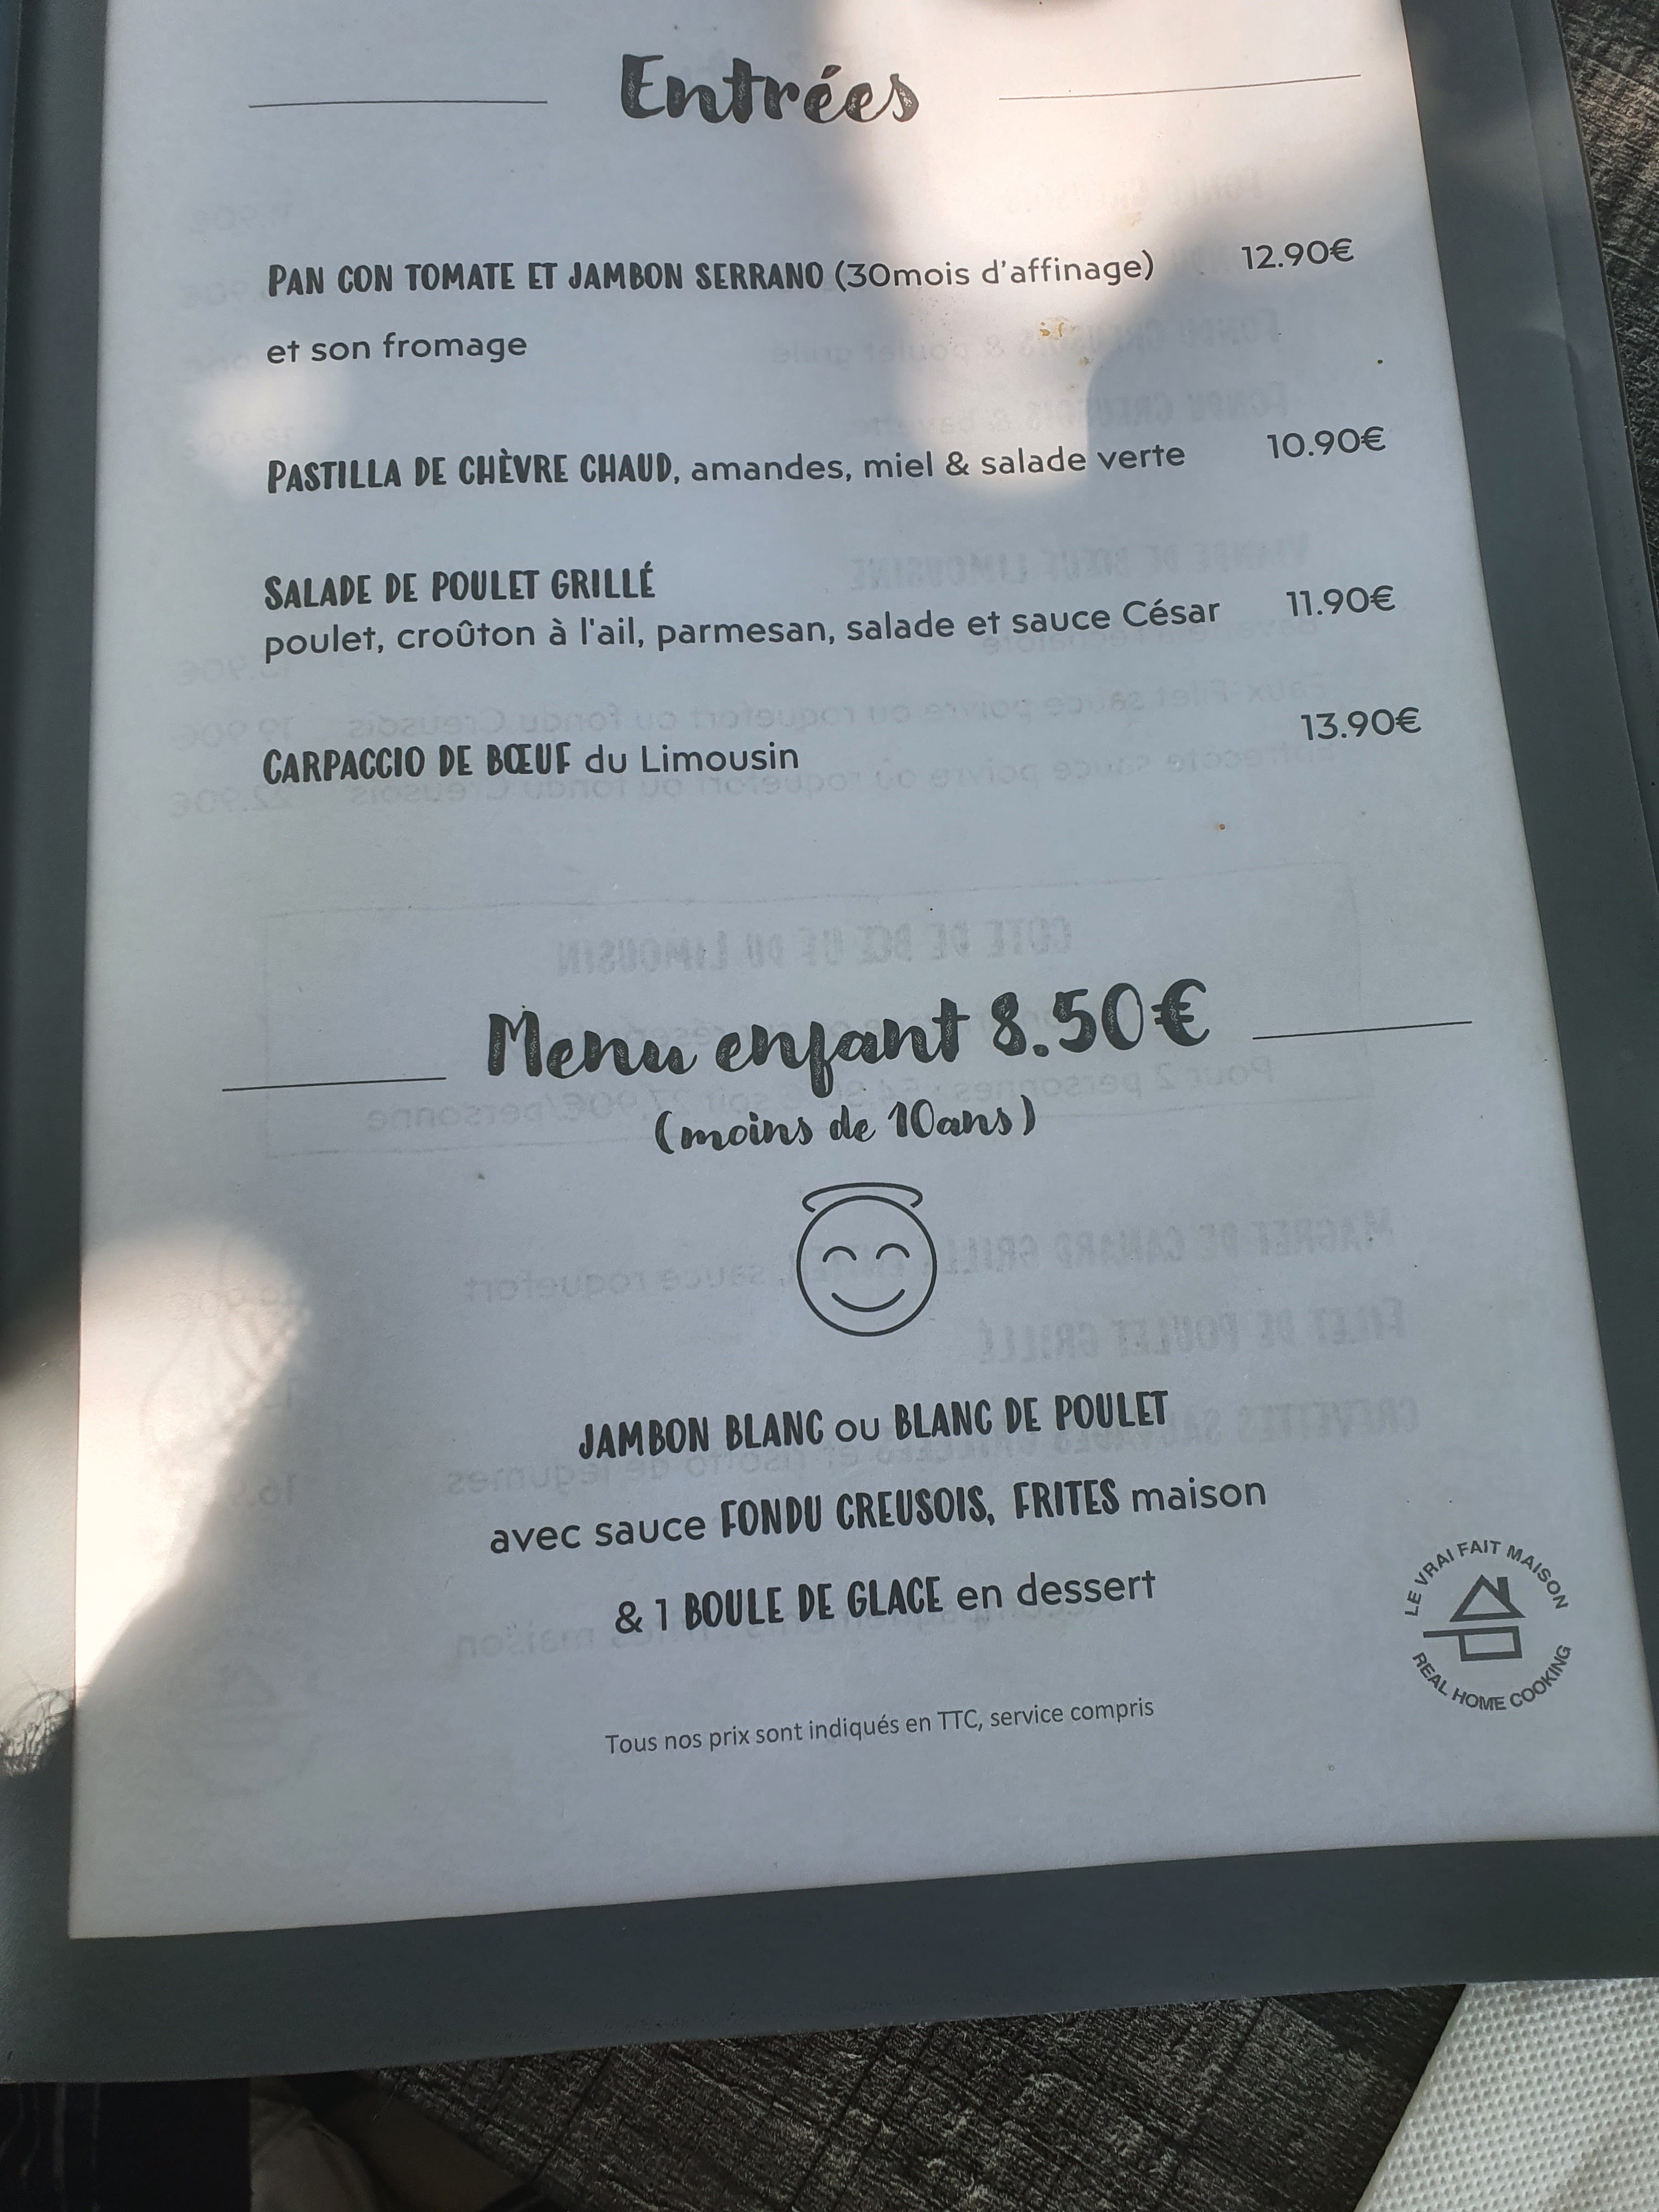 Entrées
PAN CON TOMATE ET JAMBON SERRANO (30mois d'affinage) 12.90€
et son fromage
PASTILLA DE CHÈVRE CHAUD, amandes, miel & salade verte 10.90€
SALADE DE POULET GRILLÉ
poulet, croûton à l'ail, parmesan, salade et sauce César 11.90€
CARPACCIO DE BŒUF du Limousin 13.90€
Menu enfant 8.50€
(moins de 10ans)
JAMBON BLANC ou BLANC DE POULET
avec sauce FONDU CREUSOIS, FRITES maison
& 1 BOULE DE GLACE en dessert
LE VRAI FAIT MAISON
REAL HOME COOKING
Tous nos prix sont indiqués en TTC, service compris